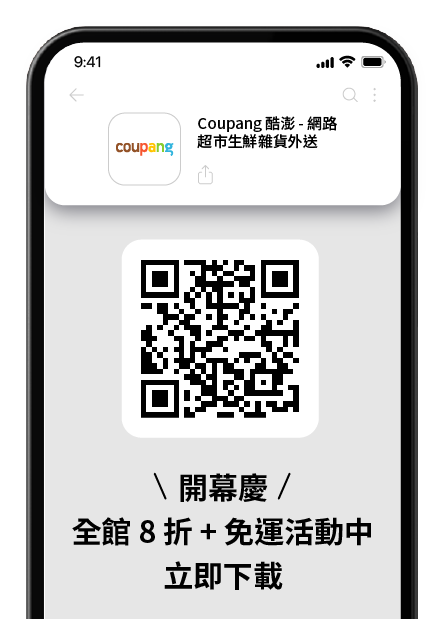 9:41
coupang
Coupang 酷澎 - 網路
超市生鮮雜貨外送
\ 開幕慶 /
全館 8 折 + 免運活動中
立即下載